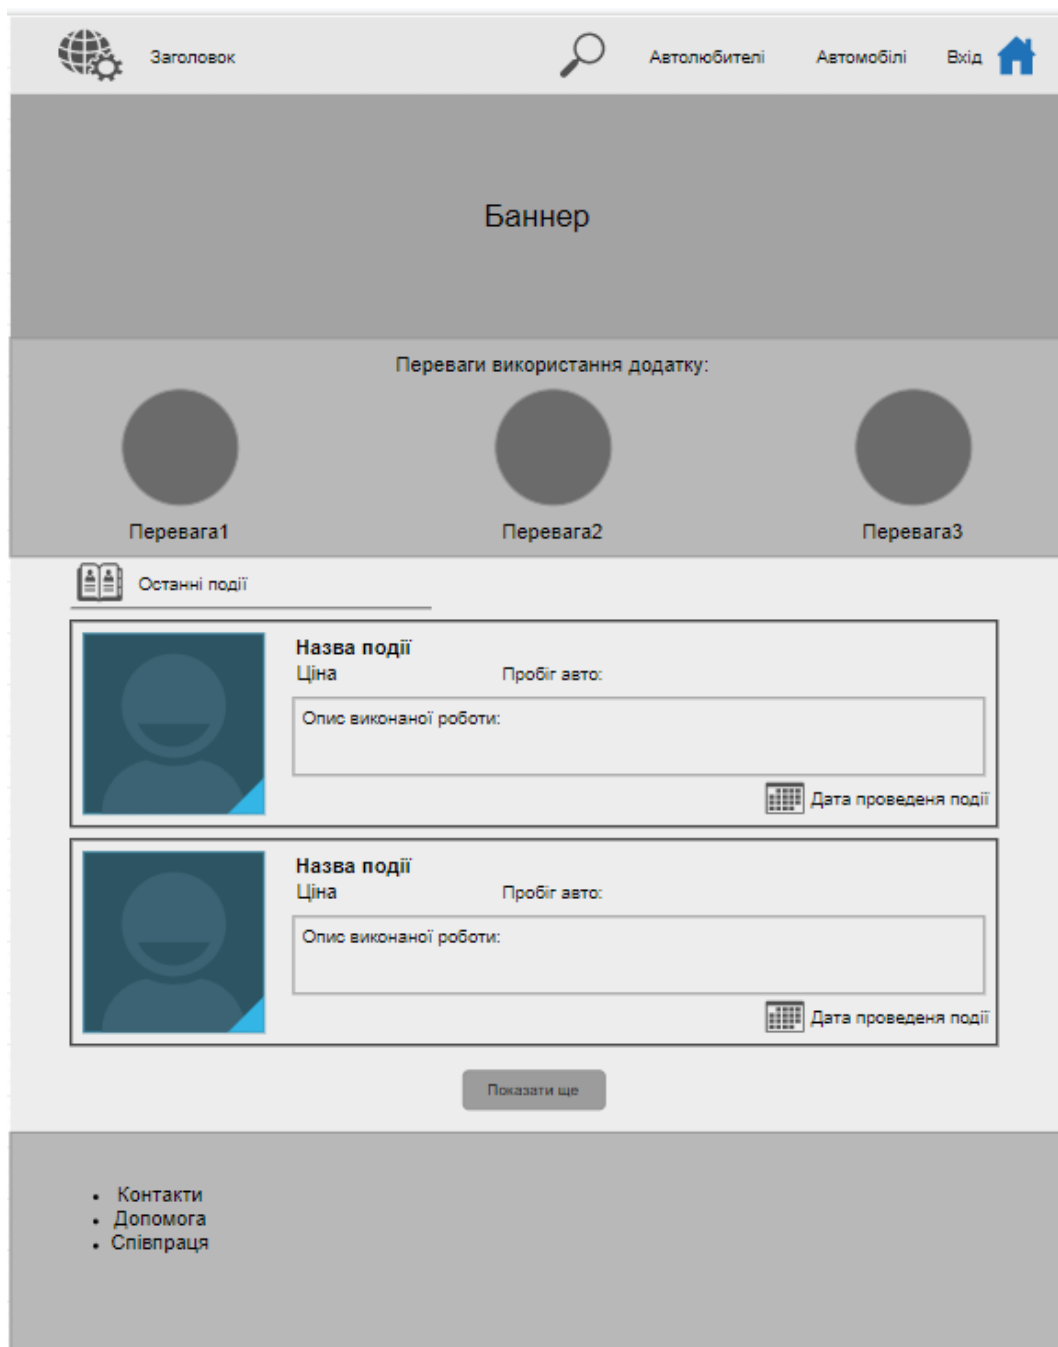 Заголовок Автолюбителі Автомобілі Вхід
Баннер
Переваги використання додатку:
Перевага1 Перевага2 Перевага3
Останні події
Назва події
Ціна Пробіг авто:
Опис виконаної роботи:
Дата проведеня події
Назва події
Ціна Пробіг авто:
Опис виконаної роботи:
Дата проведеня події
Показати ще
• Контакти
• Допомога
• Співпраця